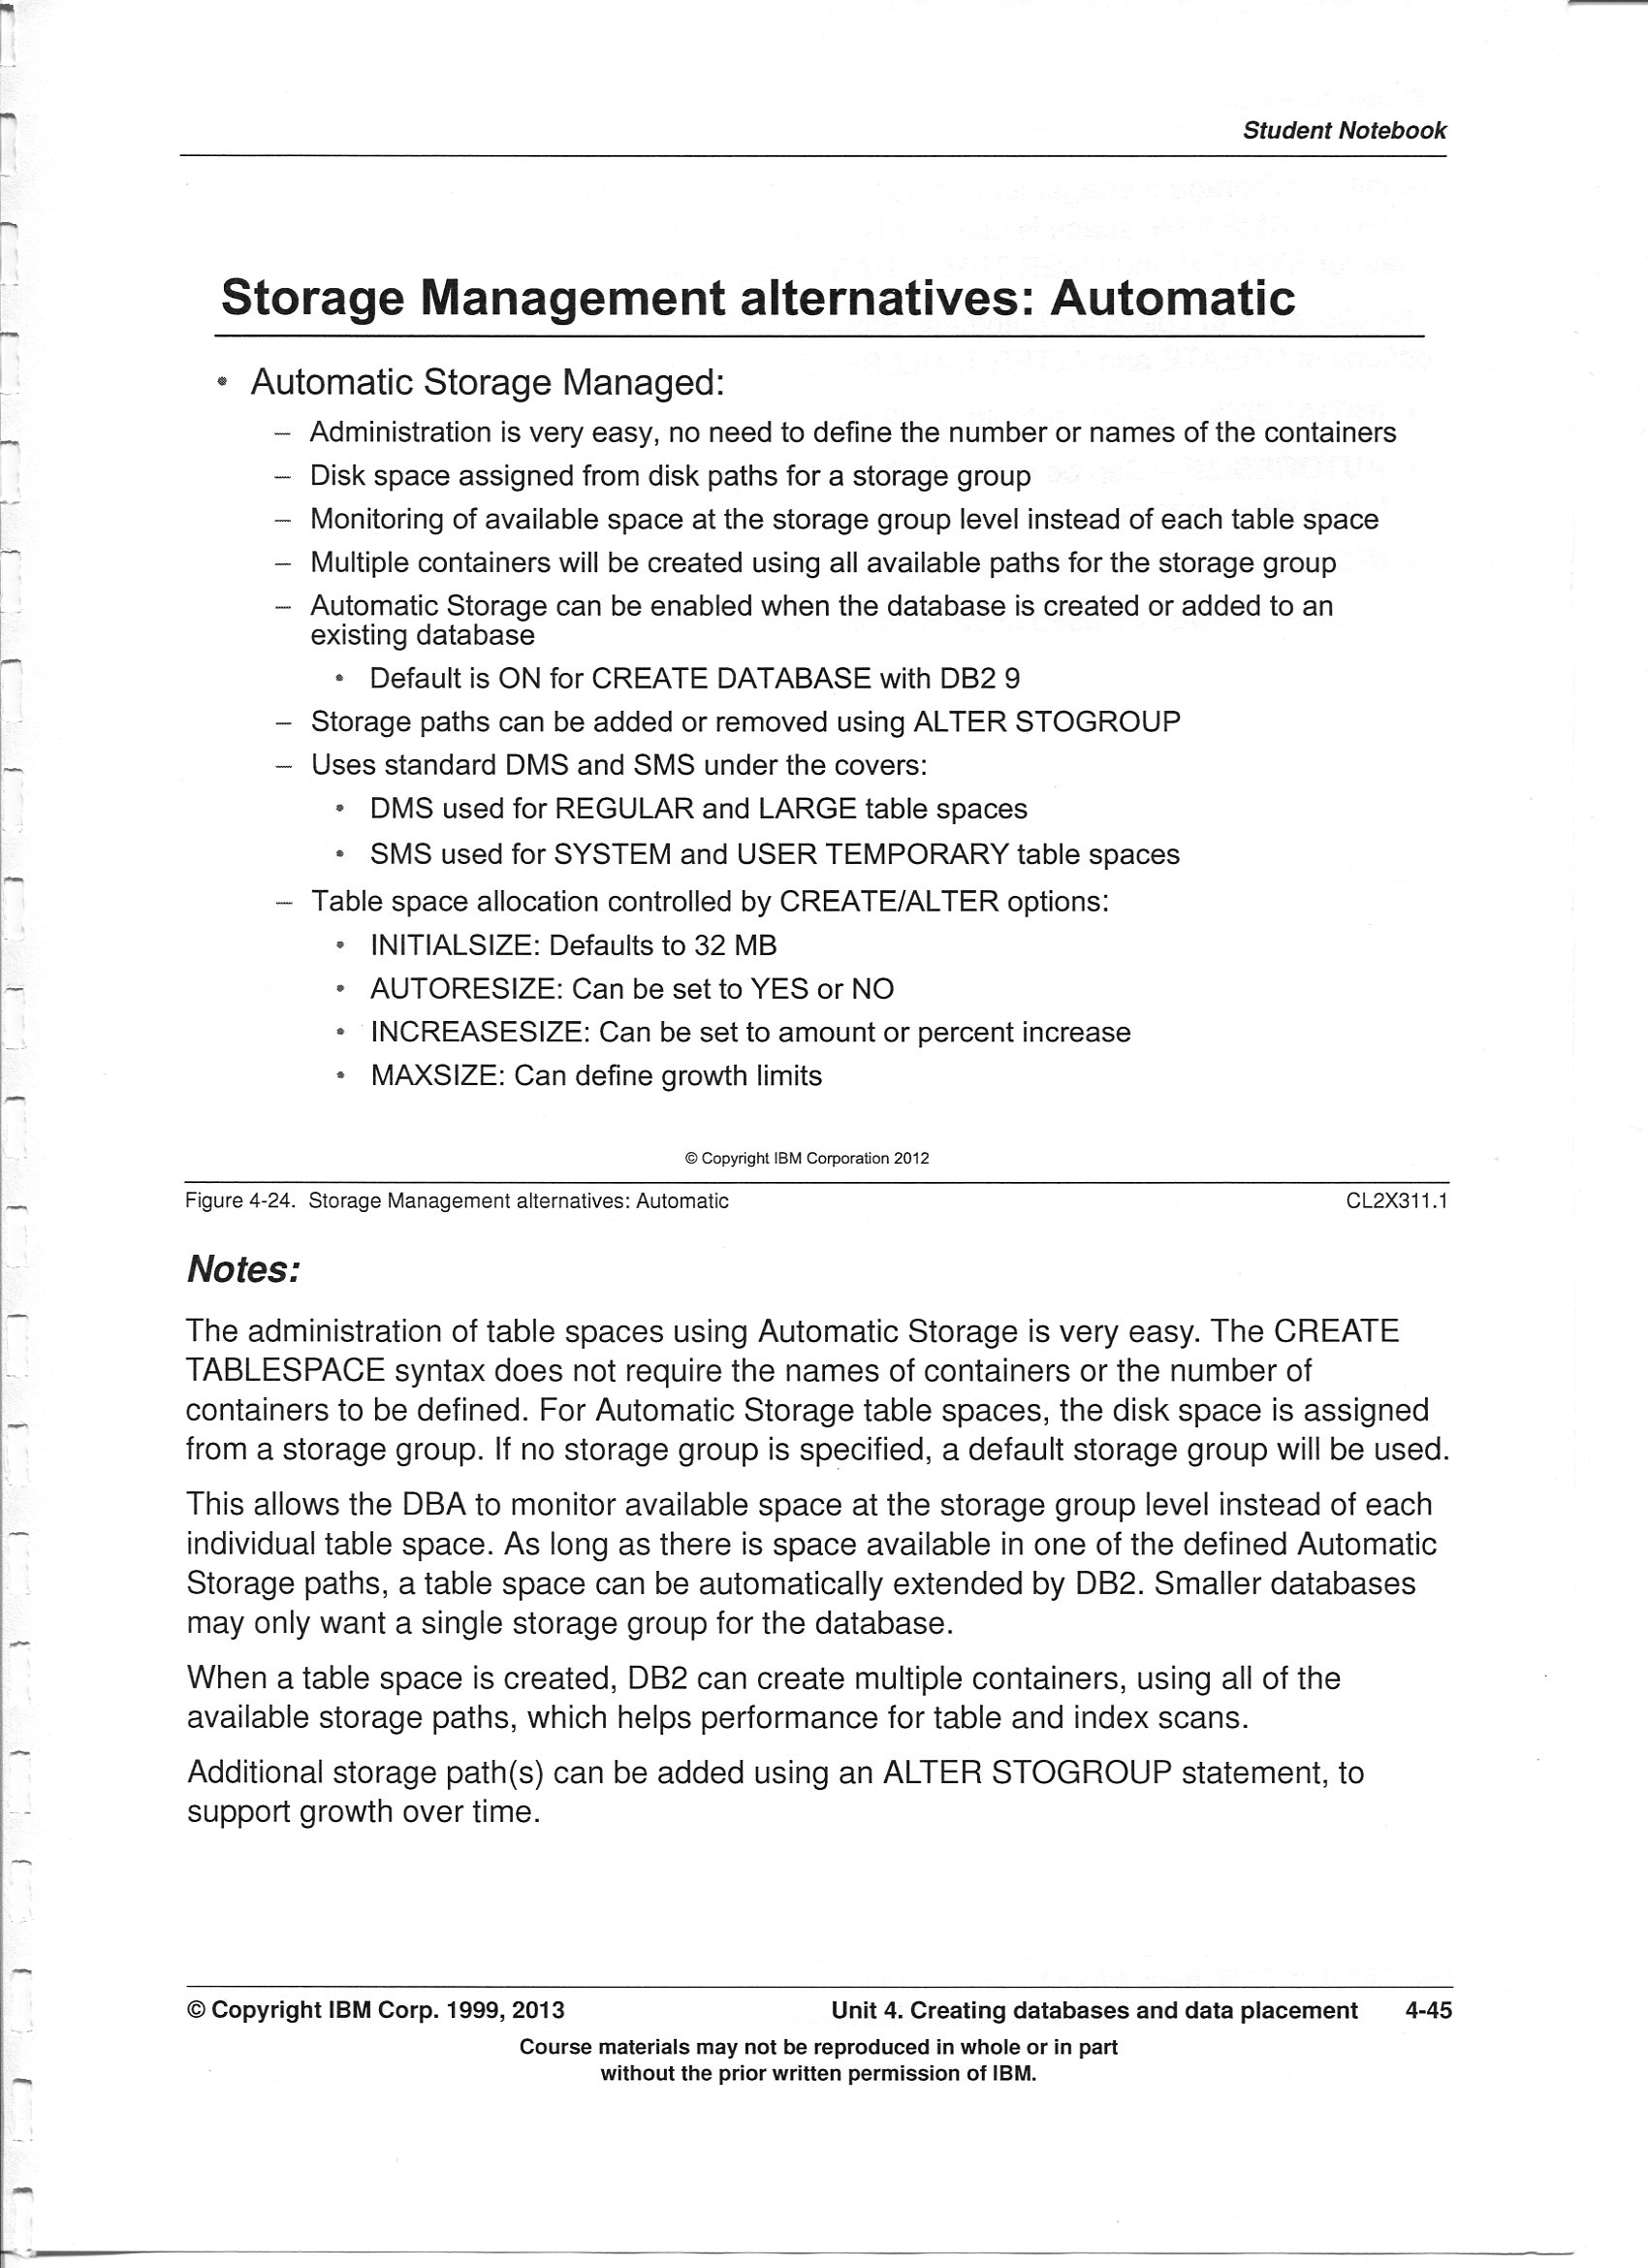 Student Notebook
Storage Management alternatives: Automatic
• Automatic Storage Managed:
– Administration is very easy, no need to define the number or names of the containers
– Disk space assigned from disk paths for a storage group
– Monitoring of available space at the storage group level instead of each table space
– Multiple containers will be created using all available paths for the storage group
– Automatic Storage can be enabled when the database is created or added to an
existing database
• Default is ON for CREATE DATABASE with DB2 9
– Storage paths can be added or removed using ALTER STOGROUP
– Uses standard DMS and SMS under the covers:
• DMS used for REGULAR and LARGE table spaces
• SMS used for SYSTEM and USER TEMPORARY table spaces
– Table space allocation controlled by CREATE/ALTER options:
• INITIALSIZE: Defaults to 32 MB
• AUTORESIZE: Can be set to YES or NO
• INCREASESIZE: Can be set to amount or percent increase
• MAXSIZE: Can define growth limits
© Copyright IBM Corporation 2012
Figure 4-24. Storage Management alternatives: Automatic CL2X311.1
Notes:
The administration of table spaces using Automatic Storage is very easy. The CREATE
TABLESPACE syntax does not require the names of containers or the number of
containers to be defined. For Automatic Storage table spaces, the disk space is assigned
from a storage group. If no storage group is specified, a default storage group will be used.
This allows the DBA to monitor available space at the storage group level instead of each
individual table space. As long as there is space available in one of the defined Automatic
Storage paths, a table space can be automatically extended by DB2. Smaller databases
may only want a single storage group for the database.
When a table space is created, DB2 can create multiple containers, using all of the
available storage paths, which helps performance for table and index scans.
Additional storage path(s) can be added using an ALTER STOGROUP statement, to
support growth over time.
© Copyright IBM Corp. 1999, 2013 Unit 4. Creating databases and data placement 4-45
Course materials may not be reproduced in whole or in part
without the prior written permission of IBM.